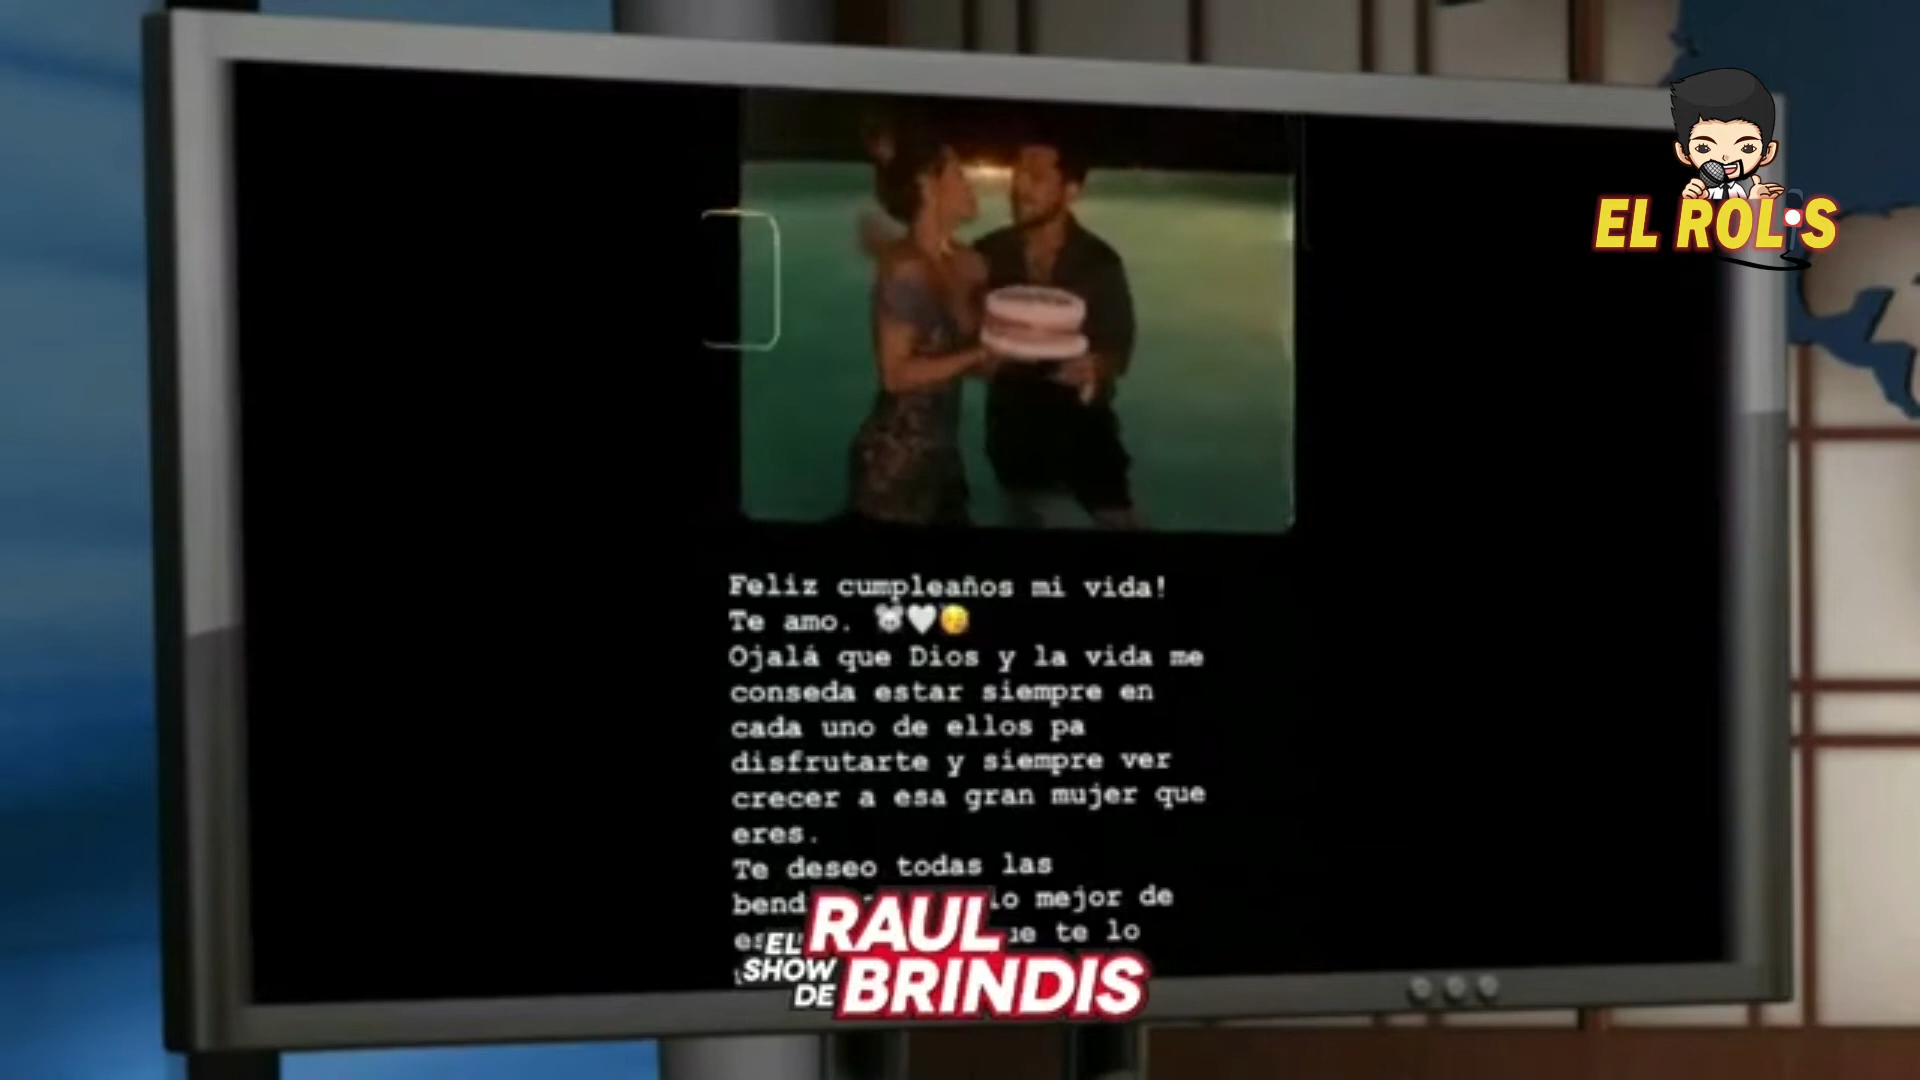 EL ROLS
Feliz cumpleaños mi vida!
Te amo. 🐭🤍🥳
Ojalá que Dios y la vida me
conseda estar siempre en
cada uno de ellos pa
disfrutarte y siempre ver
crecer a esa gran mujer que
eres.
Te deseo todas las
lo mejor de
te lo
EL SHOW DE
RAUL
BRINDIS